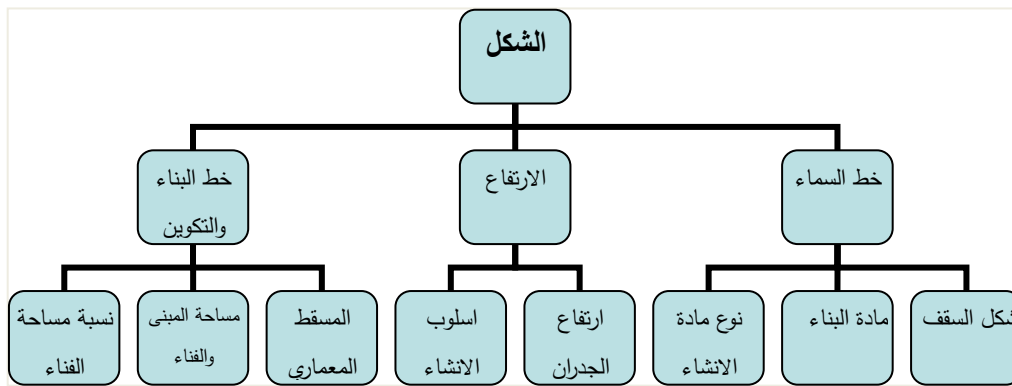 الشكل
خط السماء
الارتفاع
خط البناء
والتكوين
شكل السقف
مادة البناء
نوع مادة
الانشاء
ارتفاع
الجدران
اسلوب
الانشاء
المسقط
المعماري
مساحة المبنى
والفناء
نسبة مساحة
الفناء